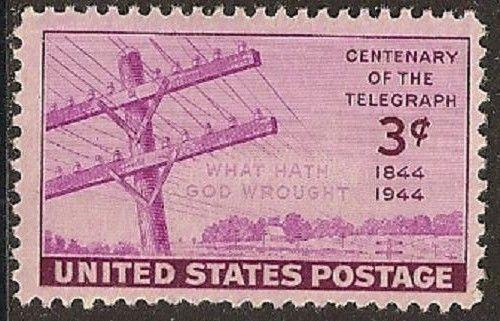 CENTENARY
OF THE
TELEGRAPH
3¢
WHAT HATH
GOD WROUGHT
1844
1944
UNITED STATES POSTAGE